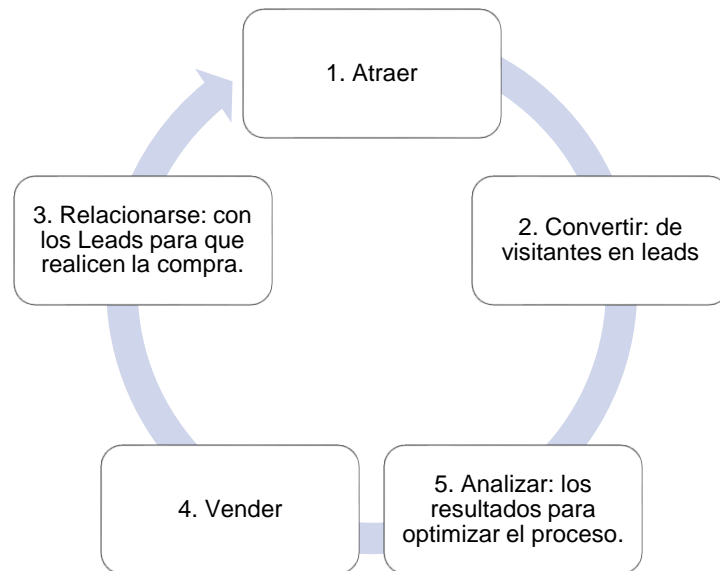 1. Atraer
3. Relacionarse: con
los Leads para que
realicen la compra.
2. Convertir: de
visitantes en leads
4. Vender
5. Analizar: los
resultados para
optimizar el proceso.